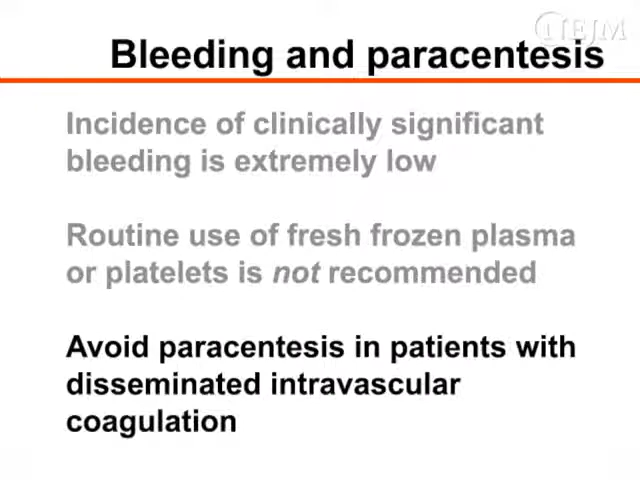 Bleeding and paracentesis
Incidence of clinically significant
bleeding is extremely low
Routine use of fresh frozen plasma
or platelets is not recommended
Avoid paracentesis in patients with
disseminated intravascular
coagulation